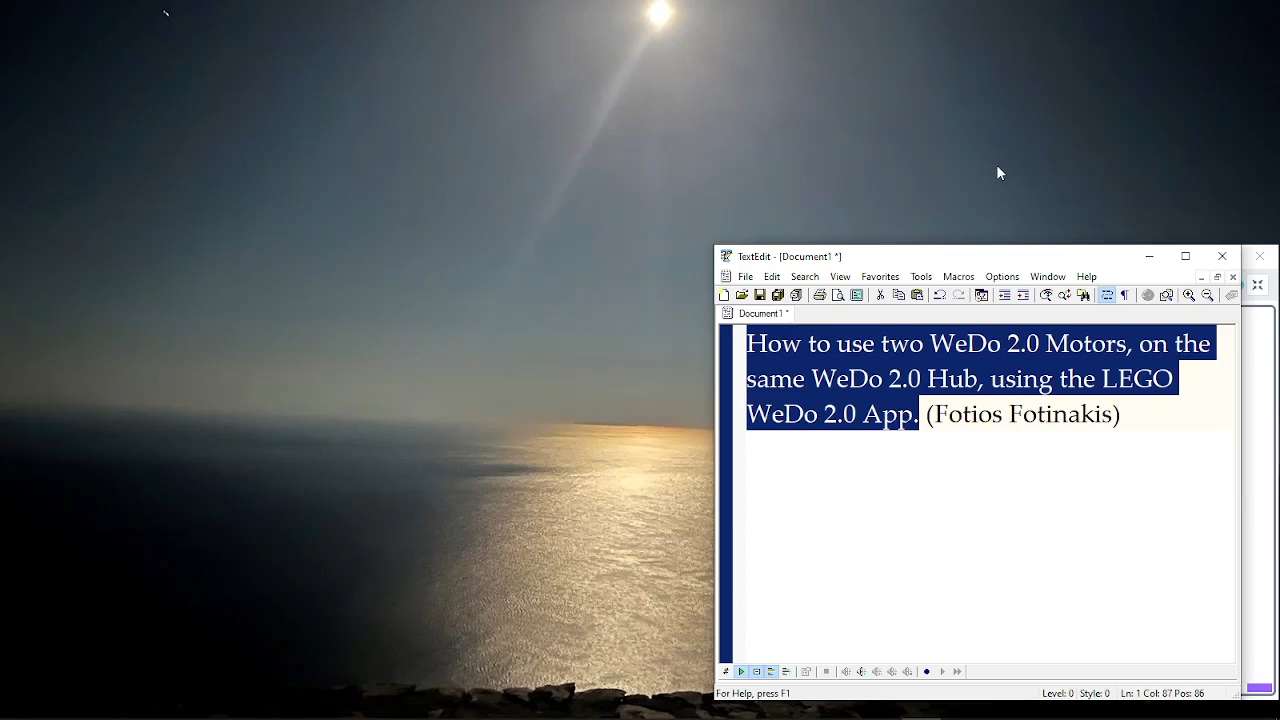 TextEdit - [Document1 *]
File Edit Search View Favorites Tools Macros Options Window Help
Document1 *
How to use two WeDo 2.0 Motors, on the
same WeDo 2.0 Hub, using the LEGO
WeDo 2.0 App. (Fotios Fotinakis)
For Help, press F1 Level: 0 Style: 0 Ln: 1 Col: 87 Pos: 86